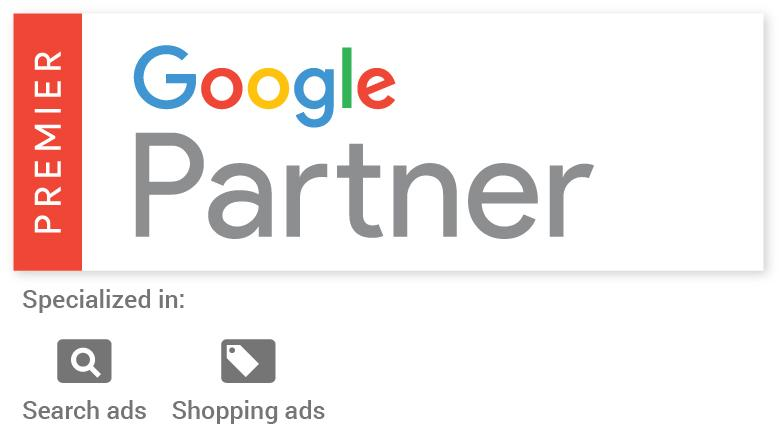 PREMIER
Google
Partner
Specialized in:
Search ads Shopping ads